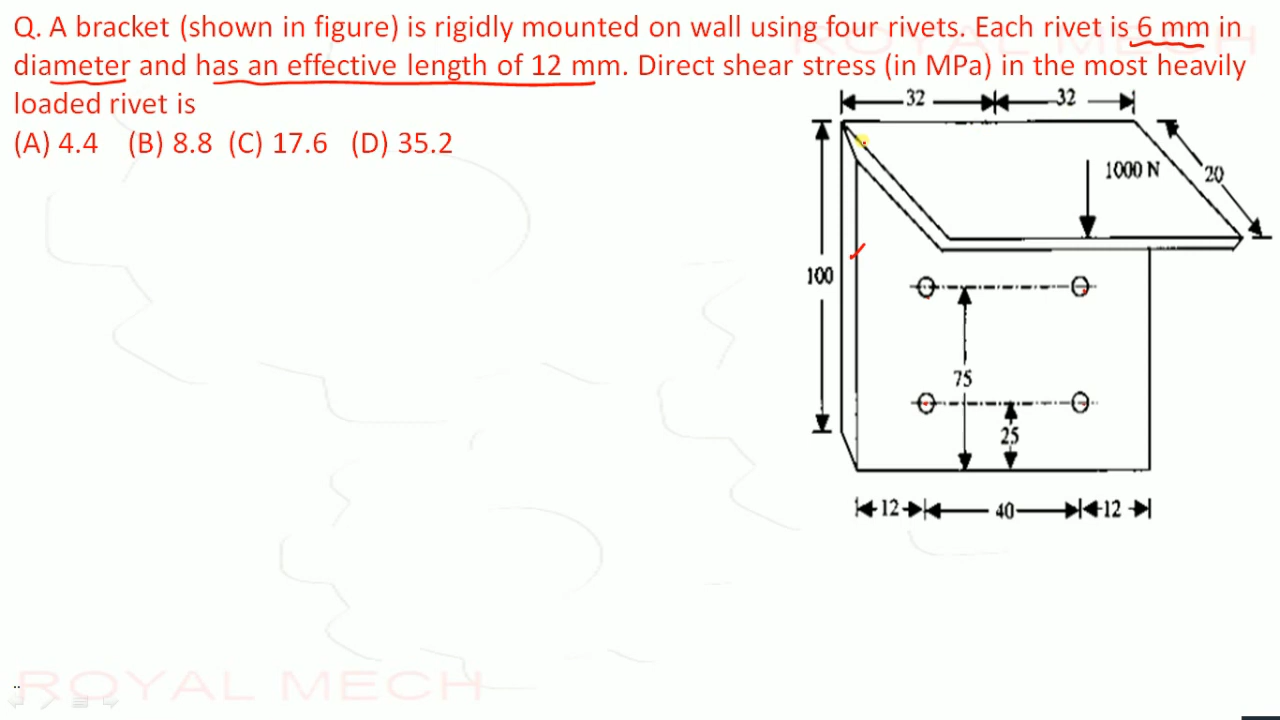 Q. A bracket (shown in figure) is rigidly mounted on wall using four rivets. Each rivet is 6 mm in
diameter and has an effective length of 12 mm. Direct shear stress (in MPa) in the most heavily
loaded rivet is
(A) 4.4 (B) 8.8 (C) 17.6 (D) 35.2
32 32
1000 N
20
100
75
25
12 40 12
ROYAL MECH
ROYAL MECH